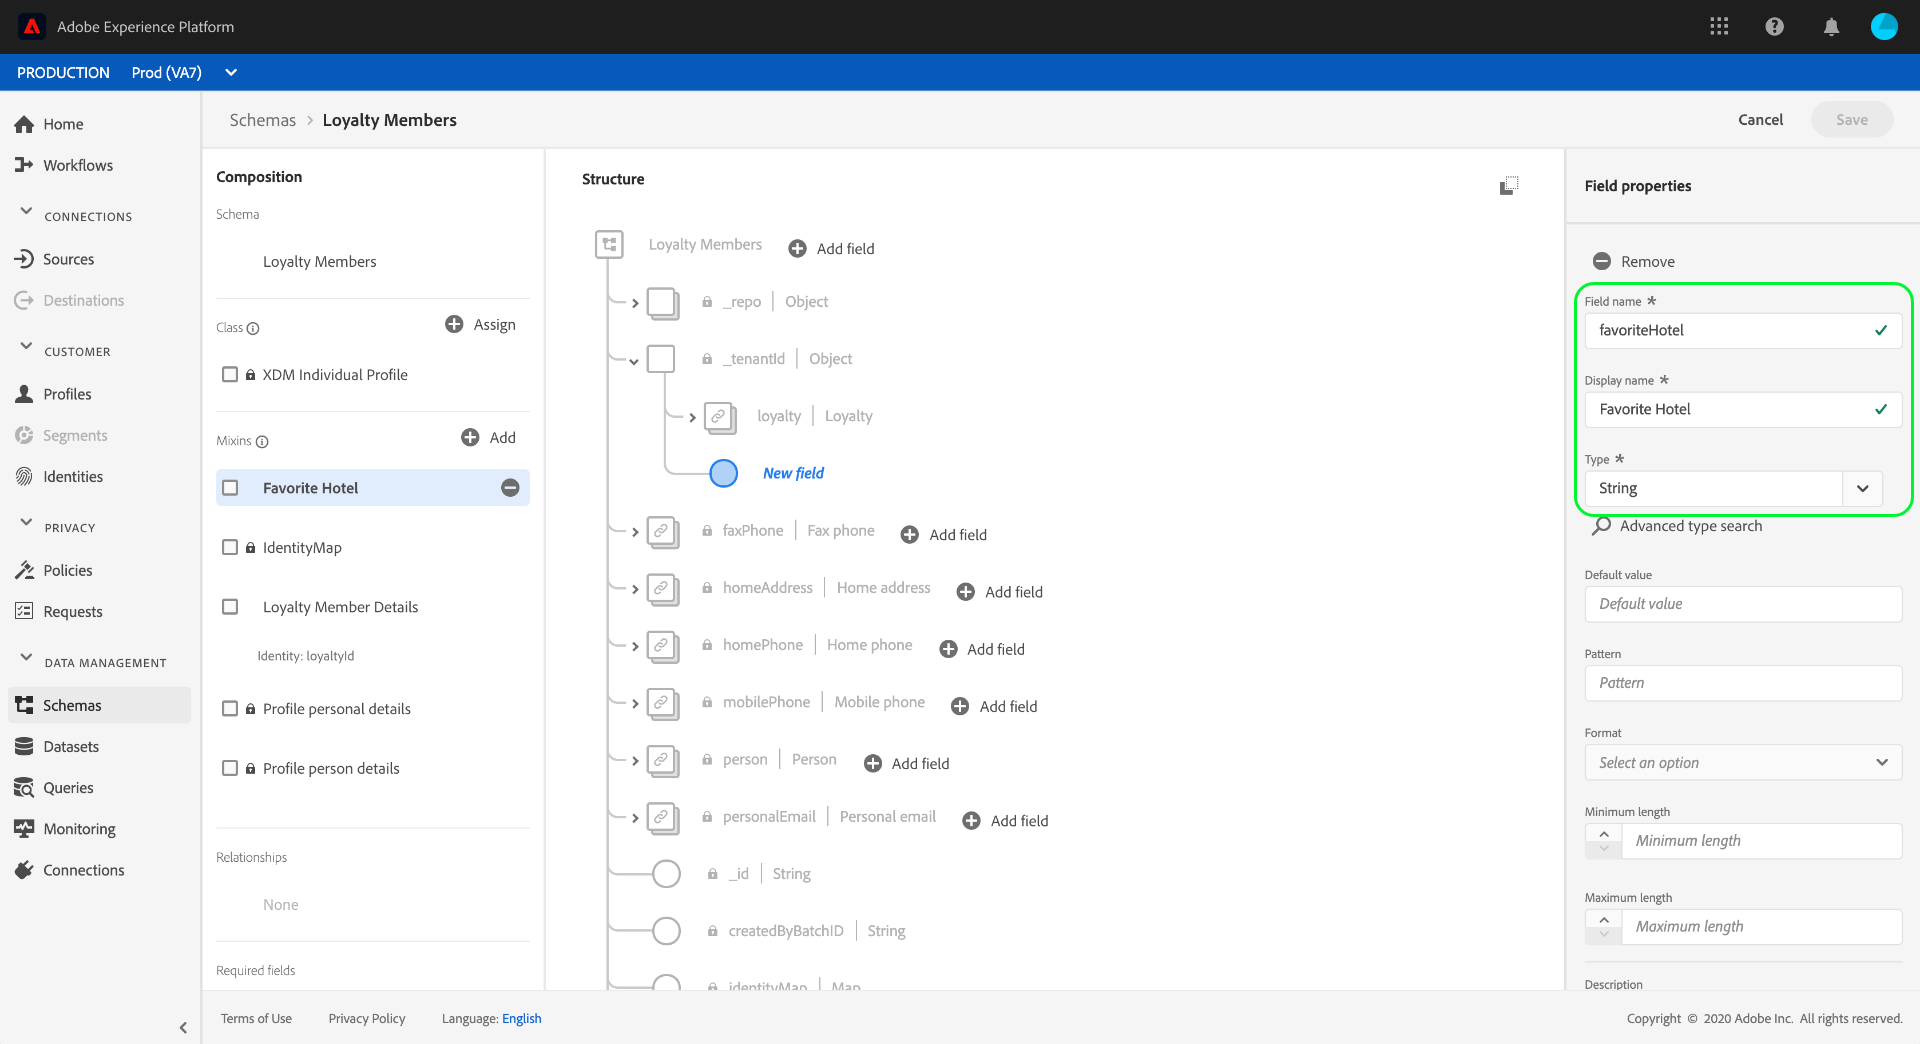 Adobe Experience Platform
PRODUCTION Prod (VA7)
Home
Workflows
CONNECTIONS
Sources
Destinations
CUSTOMER
Profiles
Segments
Identities
PRIVACY
Policies
Requests
DATA MANAGEMENT
Schemas
Datasets
Queries
Monitoring
Connections
Schemas > Loyalty Members
Cancel
Save
Composition
Schema
Loyalty Members
Class
Assign
XDM Individual Profile
Mixins
Add
Favorite Hotel
IdentityMap
Loyalty Member Details
Identity: loyaltyId
Profile personal details
Profile person details
Relationships
None
Required fields
Structure
Loyalty Members Add field
_repo | Object
_tenantId | Object
loyalty | Loyalty
New field
faxPhone | Fax phone Add field
homeAddress | Home address Add field
homePhone | Home phone Add field
mobilePhone | Mobile phone Add field
person | Person Add field
personalEmail | Personal email Add field
_id | String
createdByBatchID | String
identityMap | Map
Field properties
Remove
Field name *
favoriteHotel
Display name *
Favorite Hotel
Type *
String
Advanced type search
Default value
Default value
Pattern
Pattern
Format
Select an option
Minimum length
Minimum length
Maximum length
Maximum length
Description
Terms of Use Privacy Policy Language: English
Copyright © 2020 Adobe Inc. All rights reserved.